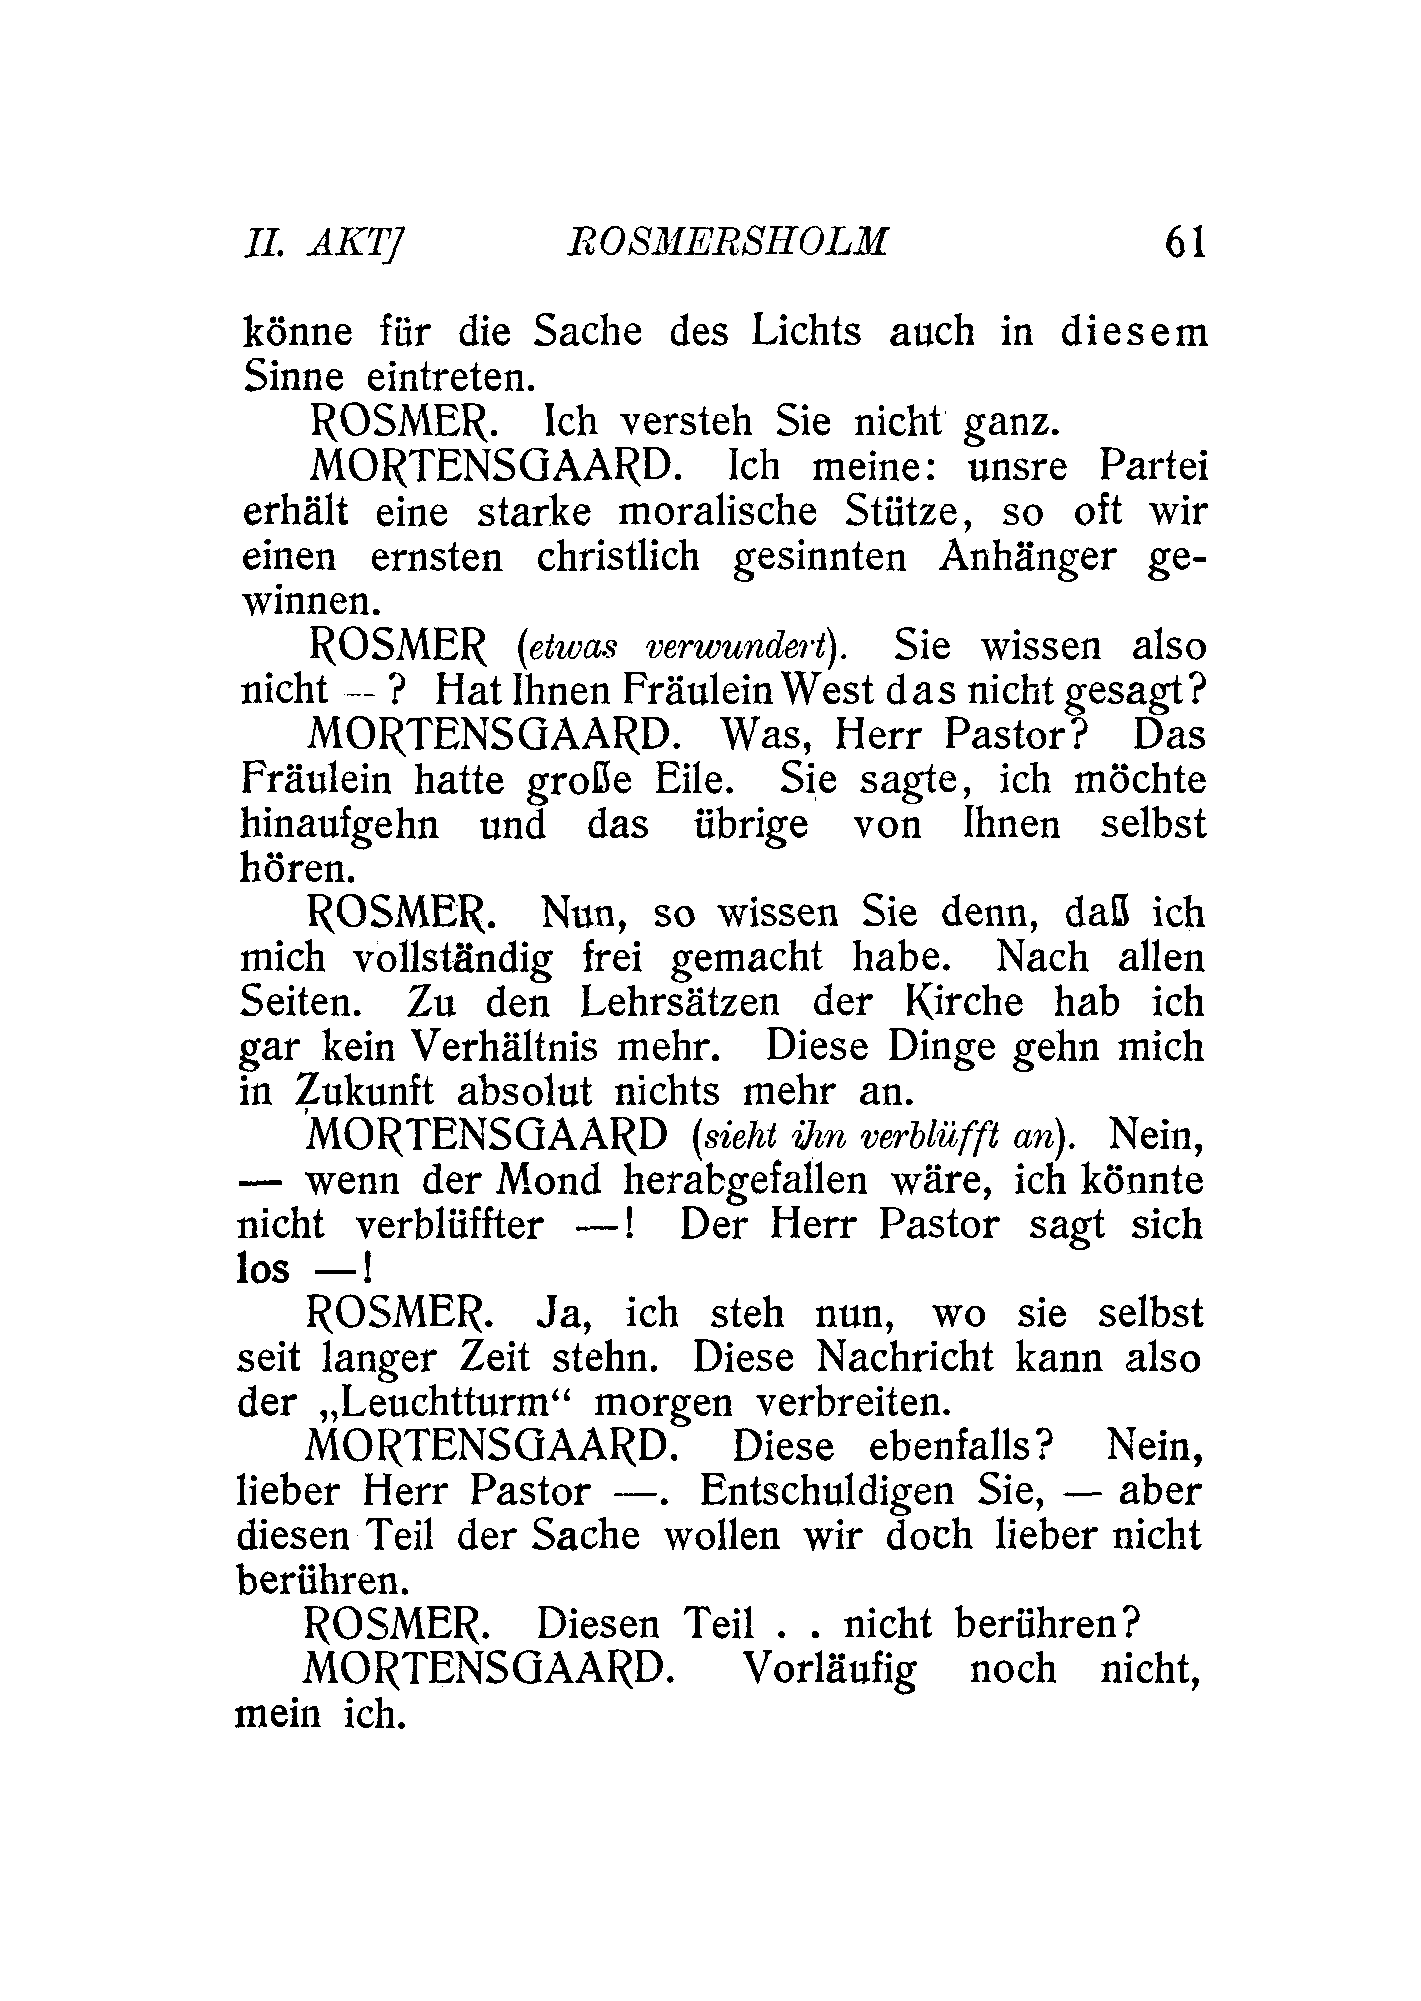 II. AKT] ROSMERSHOLM 61
könne für die Sache des Lichts auch in diesem
Sinne eintreten.
ROSMER. Ich versteh Sie nicht ganz.
MORTENSGAARD. Ich meine: unsre Partei
erhält eine starke moralische Stütze, so oft wir
einen ernsten christlich gesinnten Anhänger ge-
winnen.
ROSMER (etwas verwundert). Sie wissen also
nicht — ? Hat Ihnen Fräulein West das nicht gesagt?
MORTENSGAARD. Was, Herr Pastor? Das
Fräulein hatte große Eile. Sie sagte, ich möchte
hinaufgehn und das übrige von Ihnen selbst
hören.
ROSMER. Nun, so wissen Sie denn, daß ich
mich vollständig frei gemacht habe. Nach allen
Seiten. Zu den Lehrsätzen der Kirche hab ich
gar kein Verhältnis mehr. Diese Dinge gehn mich
in Zukunft absolut nichts mehr an.
MORTENSGAARD (sieht ihn verblüfft an). Nein,
— wenn der Mond herabgefallen wäre, ich könnte
nicht verblüffter —! Der Herr Pastor sagt sich
los —!
ROSMER. Ja, ich steh nun, wo sie selbst
seit langer Zeit stehn. Diese Nachricht kann also
der „Leuchtturm“ morgen verbreiten.
MORTENSGAARD. Diese ebenfalls? Nein,
lieber Herr Pastor —. Entschuldigen Sie, — aber
diesen Teil der Sache wollen wir doch lieber nicht
berühren.
ROSMER. Diesen Teil . . nicht berühren?
MORTENSGAARD. Vorläufig noch nicht,
mein ich.